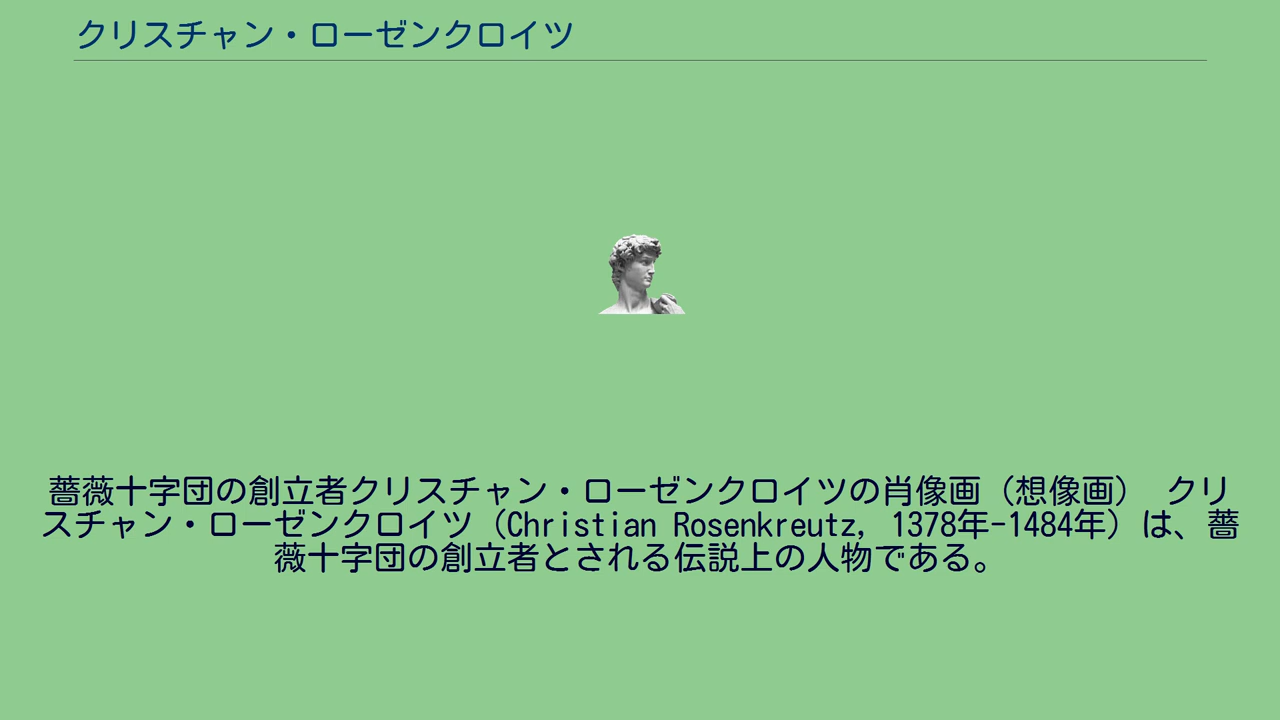 クリスチャン・ローゼンクロイツ
薔薇十字団の創立者クリスチャン・ローゼンクロイツの肖像画（想像画） クリ
スチャン・ローゼンクロイツ（Christian Rosenkreutz, 1378年-1484年）は、薔
薇十字団の創立者とされる伝説上の人物である。